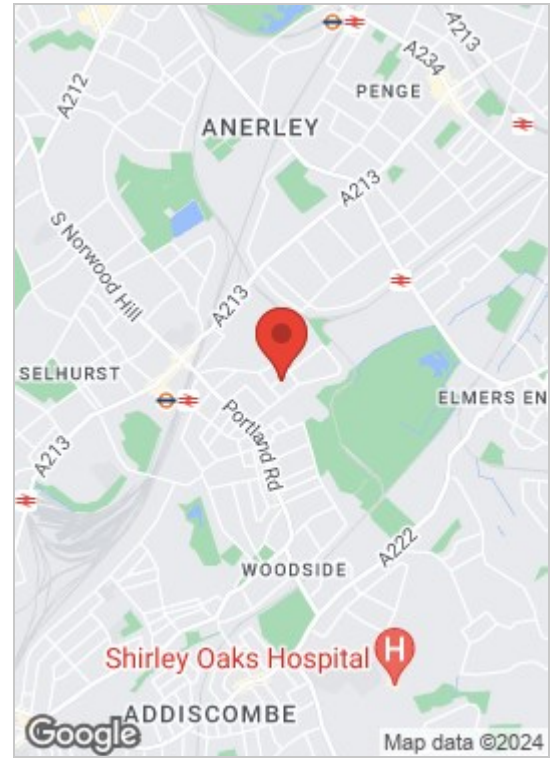 A213
A234
A212
PENGE
ANERLEY
A213
S Norwood Hill
A213
SELHURST
ELMERS EN
Portland Rd
A213
A222
WOODSIDE
Shirley Oaks Hospital
H
ADDISCOMBE
Google
Map data ©2024